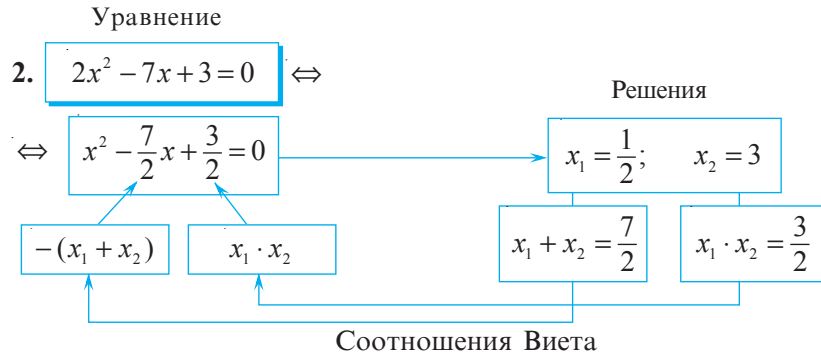 Уравнение
2. 2x² − 7x + 3 = 0 ⇔
Решения
⇔ x² − 7/2 x + 3/2 = 0
x₁ = 1/2; x₂ = 3
−(x₁ + x₂) x₁ · x₂
x₁ + x₂ = 7/2 x₁ · x₂ = 3/2
Соотношения Виета